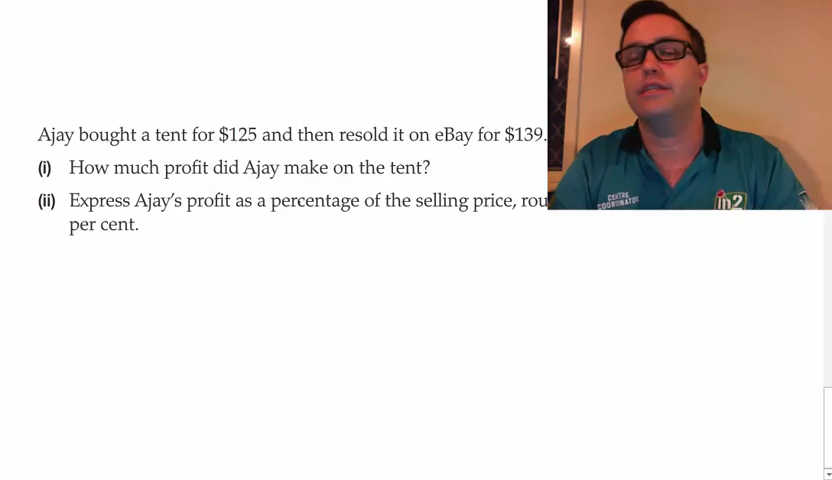 Ajay bought a tent for $125 and then resold it on eBay for $139.
(i) How much profit did Ajay make on the tent?
(ii) Express Ajay's profit as a percentage of the selling price, rou
per cent.
CENTRE
COORDINATOR
in2